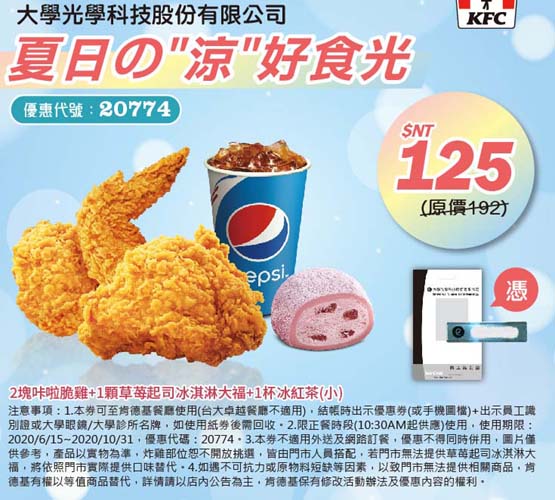 大學光學科技股份有限公司
KFC
夏日の"涼"好食光
優惠代號：20774
$NT
125
(原價192)
pepsi
憑
2塊咔啦脆雞+1顆草莓起司冰淇淋大福+1杯冰紅茶(小)
注意事項：1.本券可至肯德基餐廳使用(台大卓越餐廳不適用)，結帳時出示優惠券(或手機圖檔)+出示員工識
別證或大學眼鏡/大學診所名牌，如使用紙券後需回收。2.限正餐時段(10:30AM起供應)使用，使用期限：
2020/6/15~2020/10/31，優惠代碼：20774。3.本券不適用外送及網路訂餐，優惠不得同時併用，圖片僅
供參考，產品以實物為準，炸雞部位恕不開放挑選，皆由門市人員搭配，若門市無法提供草莓起司冰淇淋大
福，將依照門市實際提供口味替代。4.如遇不可抗力或原物料短缺等因素，以致門市無法提供相關商品，肯
德基有權以等值商品替代，詳情請以店內公告為主，肯德基保有修改活動辦法及優惠內容的權利。